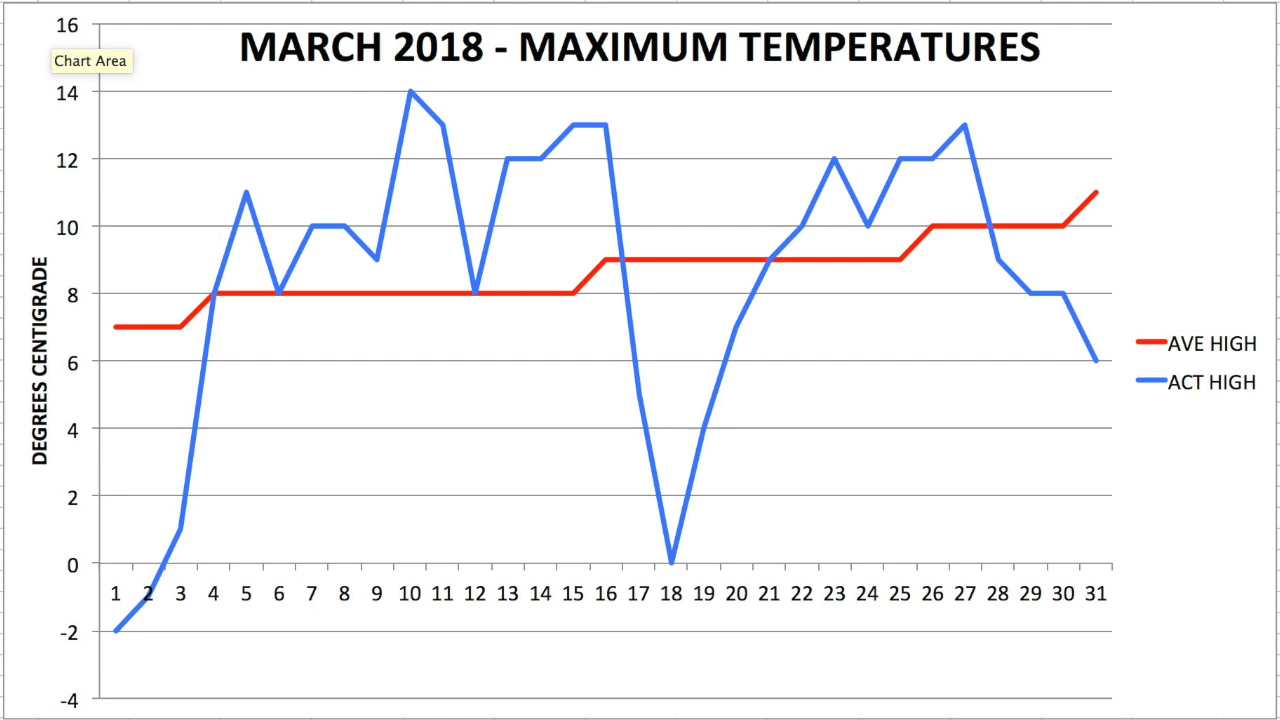 MARCH 2018 - MAXIMUM TEMPERATURES
Chart Area
DEGREES CENTIGRADE
16
14
12
10
8
6
4
2
0
-2
-4
1 2 3 4 5 6 7 8 9 10 11 12 13 14 15 16 17 18 19 20 21 22 23 24 25 26 27 28 29 30 31
AVE HIGH
ACT HIGH